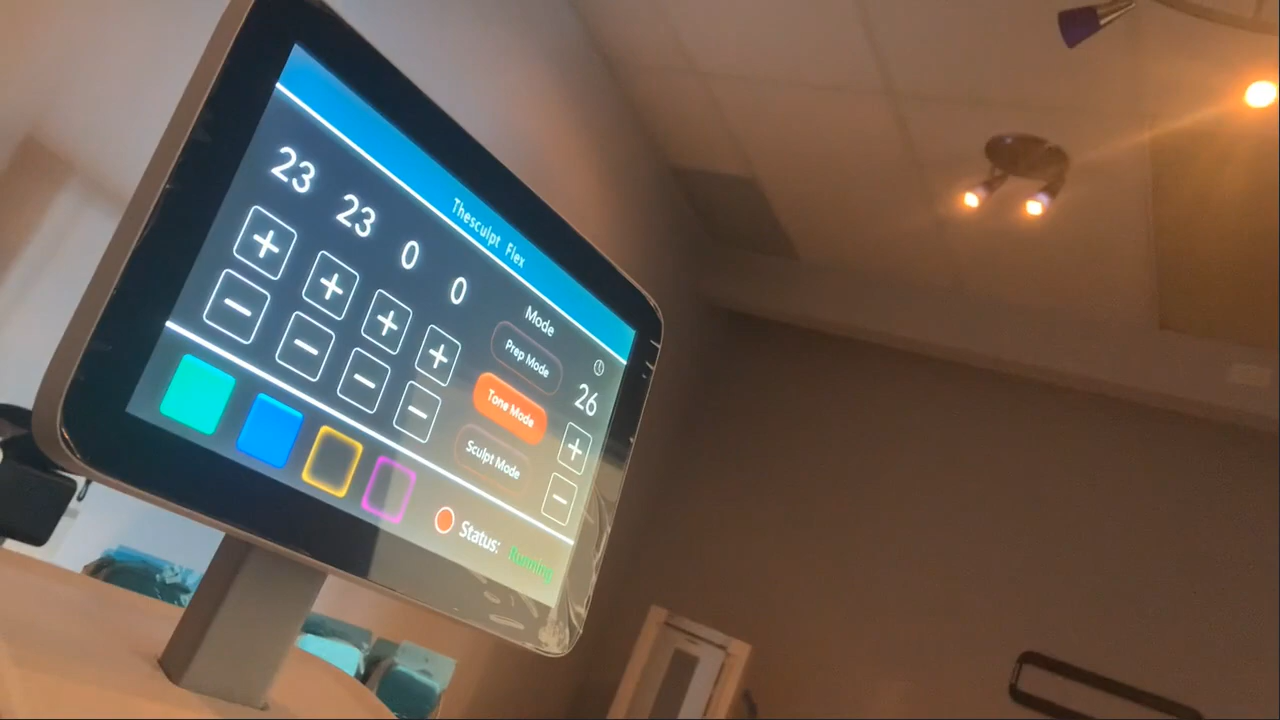 Thesculpt Flex
23 23 0 0
Mode
Prep Mode
Tone Mode
Sculpt Mode
26
+ + + + +
− − − − −
Status: Running